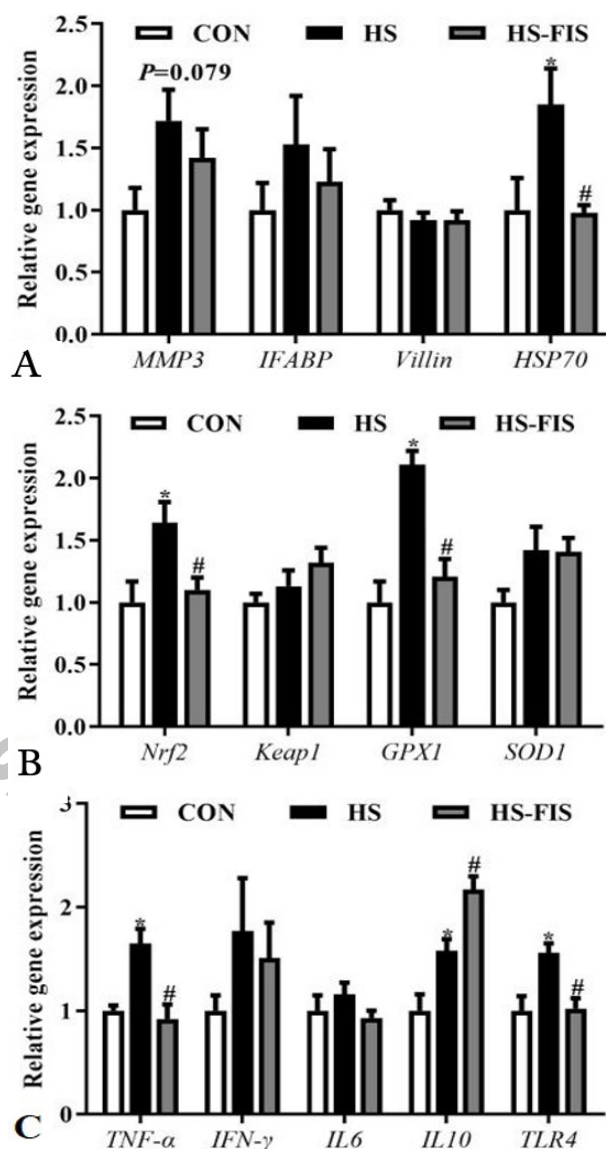 2.5
CON HS HS-FIS
P=0.079
*
2.0
#
1.5
1.0
0.5
0.0
Relative gene expression
MMP3 IFABP Villin HSP70
A
2.5
CON HS HS-FIS
*
2.0
*
#
#
1.5
1.0
0.5
0.0
Relative gene expression
Nrf2 Keap1 GPX1 SOD1
B
3
CON HS HS-FIS
#
2
* * *
# #
1
0
Relative gene expression
TNF-α IFN-γ IL6 IL10 TLR4
C